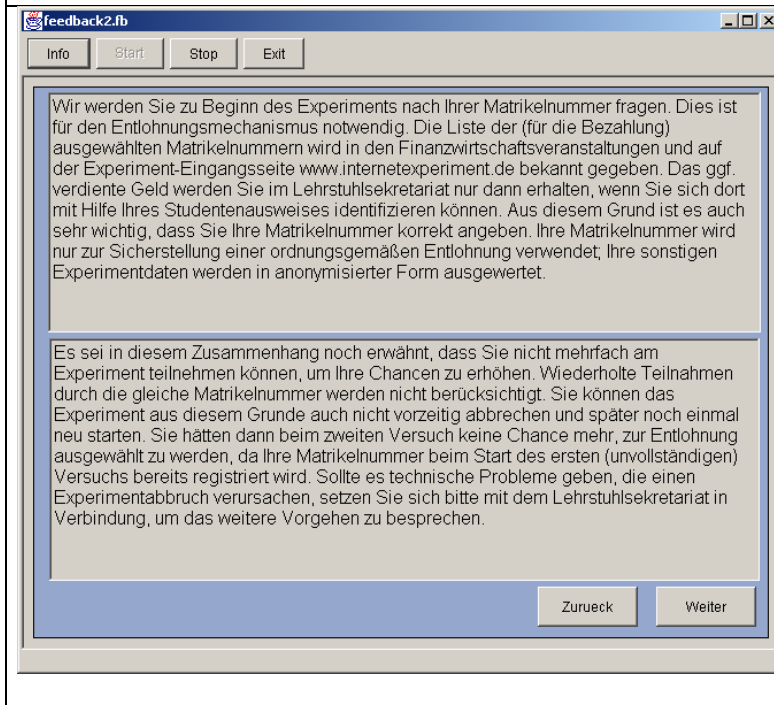 feedback2.fb
Info Start Stop Exit
Wir werden Sie zu Beginn des Experiments nach Ihrer Matrikelnummer fragen. Dies ist
für den Entlohnungsmechanismus notwendig. Die Liste der (für die Bezahlung)
ausgewählten Matrikelnummern wird in den Finanzwirtschaftsveranstaltungen und auf
der Experiment-Eingangsseite www.internetexperiment.de bekannt gegeben. Das ggf.
verdiente Geld werden Sie im Lehrstuhlsekretariat nur dann erhalten, wenn Sie sich dort
mit Hilfe Ihres Studentenausweises identifizieren können. Aus diesem Grund ist es auch
sehr wichtig, dass Sie Ihre Matrikelnummer korrekt angeben. Ihre Matrikelnummer wird
nur zur Sicherstellung einer ordnungsgemäßen Entlohnung verwendet; Ihre sonstigen
Experimentdaten werden in anonymisierter Form ausgewertet.
Es sei in diesem Zusammenhang noch erwähnt, dass Sie nicht mehrfach am
Experiment teilnehmen können, um Ihre Chancen zu erhöhen. Wiederholte Teilnahmen
durch die gleiche Matrikelnummer werden nicht berücksichtigt. Sie können das
Experiment aus diesem Grunde auch nicht vorzeitig abbrechen und später noch einmal
neu starten. Sie hätten dann beim zweiten Versuch keine Chance mehr, zur Entlohnung
ausgewählt zu werden, da Ihre Matrikelnummer beim Start des ersten (unvollständigen)
Versuchs bereits registriert wird. Sollte es technische Probleme geben, die einen
Experimentabbruch verursachen, setzen Sie sich bitte mit dem Lehrstuhlsekretariat in
Verbindung, um das weitere Vorgehen zu besprechen.
Zurueck Weiter